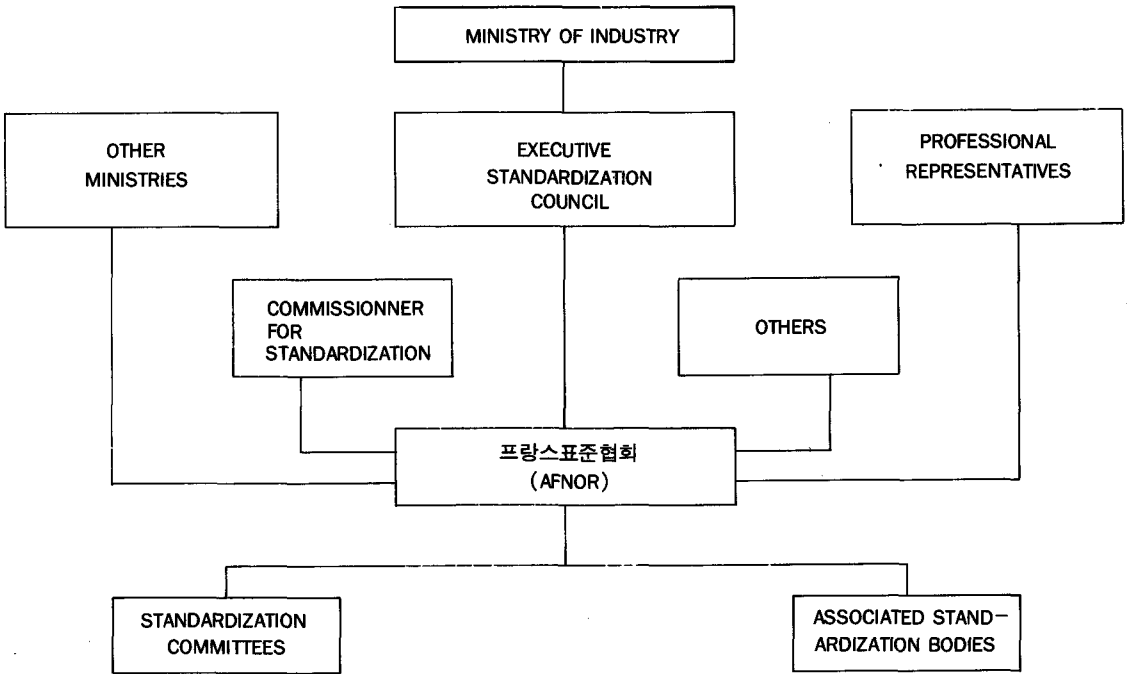 MINISTRY OF INDUSTRY
OTHER
MINISTRIES
EXECUTIVE
STANDARDIZATION
COUNCIL
PROFESSIONAL
REPRESENTATIVES
COMMISSIONNER
FOR
STANDARDIZATION
OTHERS
프랑스표준협회
(AFNOR)
STANDARDIZATION
COMMITTEES
ASSOCIATED STAND-
ARDIZATION BODIES